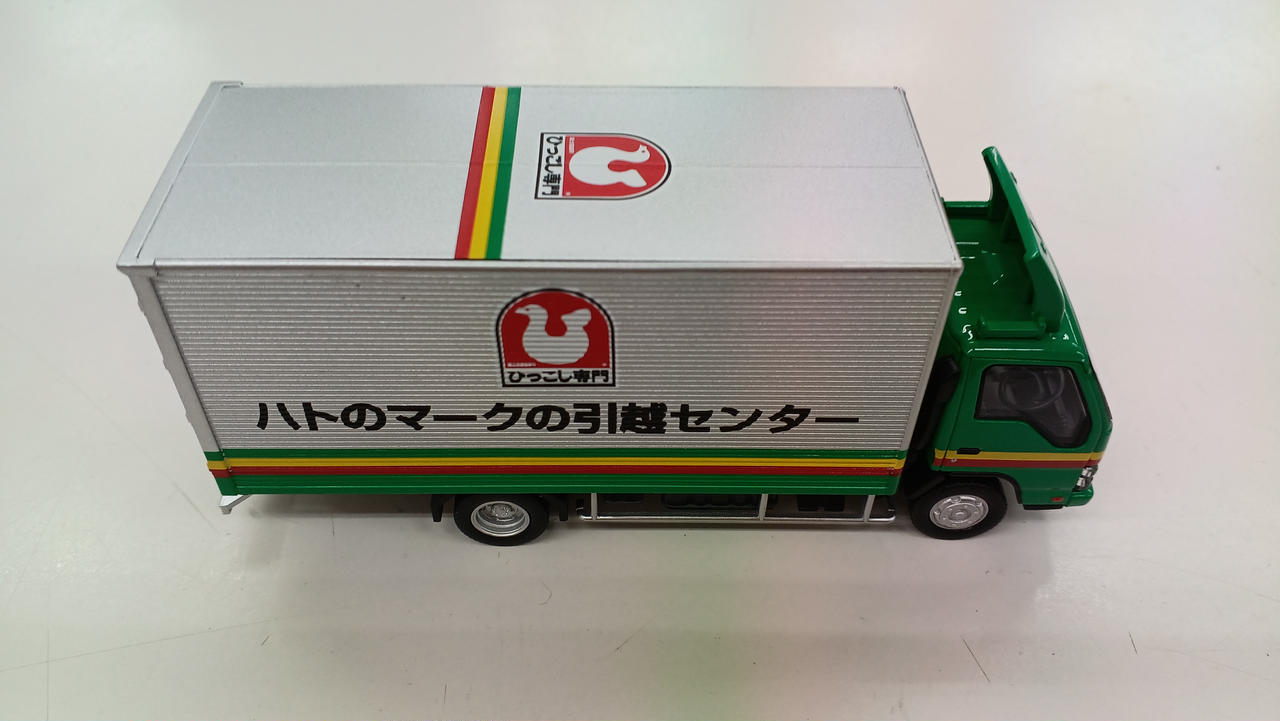 ひっこし専門
ひっこし専門
ハトのマークの引越センター